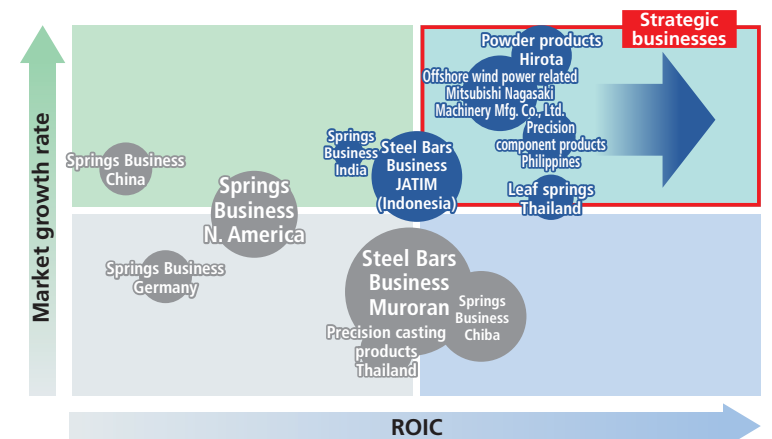 Strategic
businesses
Powder products
Hirota
Offshore wind power related
Mitsubishi Nagasaki
Machinery Mfg. Co., Ltd.
Precision
component products
Philippines
Leaf springs
Thailand
Springs
Business
India
Steel Bars
Business
JATIM
(Indonesia)
Springs Business
China
Springs
Business
N. America
Springs Business
Germany
Steel Bars
Business
Muroran
Springs
Business
Chiba
Precision casting
products
Thailand
Market growth rate
ROIC